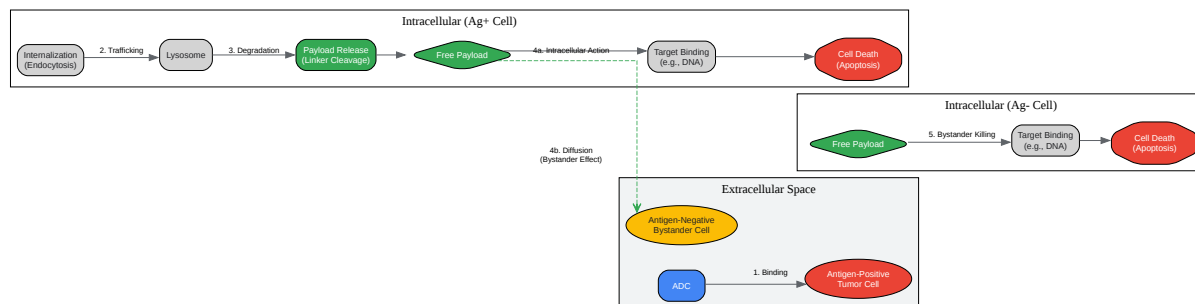 Intracellular (Ag+ Cell)
Internalization
(Endocytosis)
2. Trafficking
Lysosome
3. Degradation
Payload Release
(Linker Cleavage)
Free Payload
4a. Intracellular Action
Target Binding
(e.g., DNA)
Cell Death
(Apoptosis)
Intracellular (Ag- Cell)
Free Payload
5. Bystander Killing
Target Binding
(e.g., DNA)
Cell Death
(Apoptosis)
4b. Diffusion
(Bystander Effect)
Extracellular Space
Antigen-Negative
Bystander Cell
ADC
1. Binding
Antigen-Positive
Tumor Cell